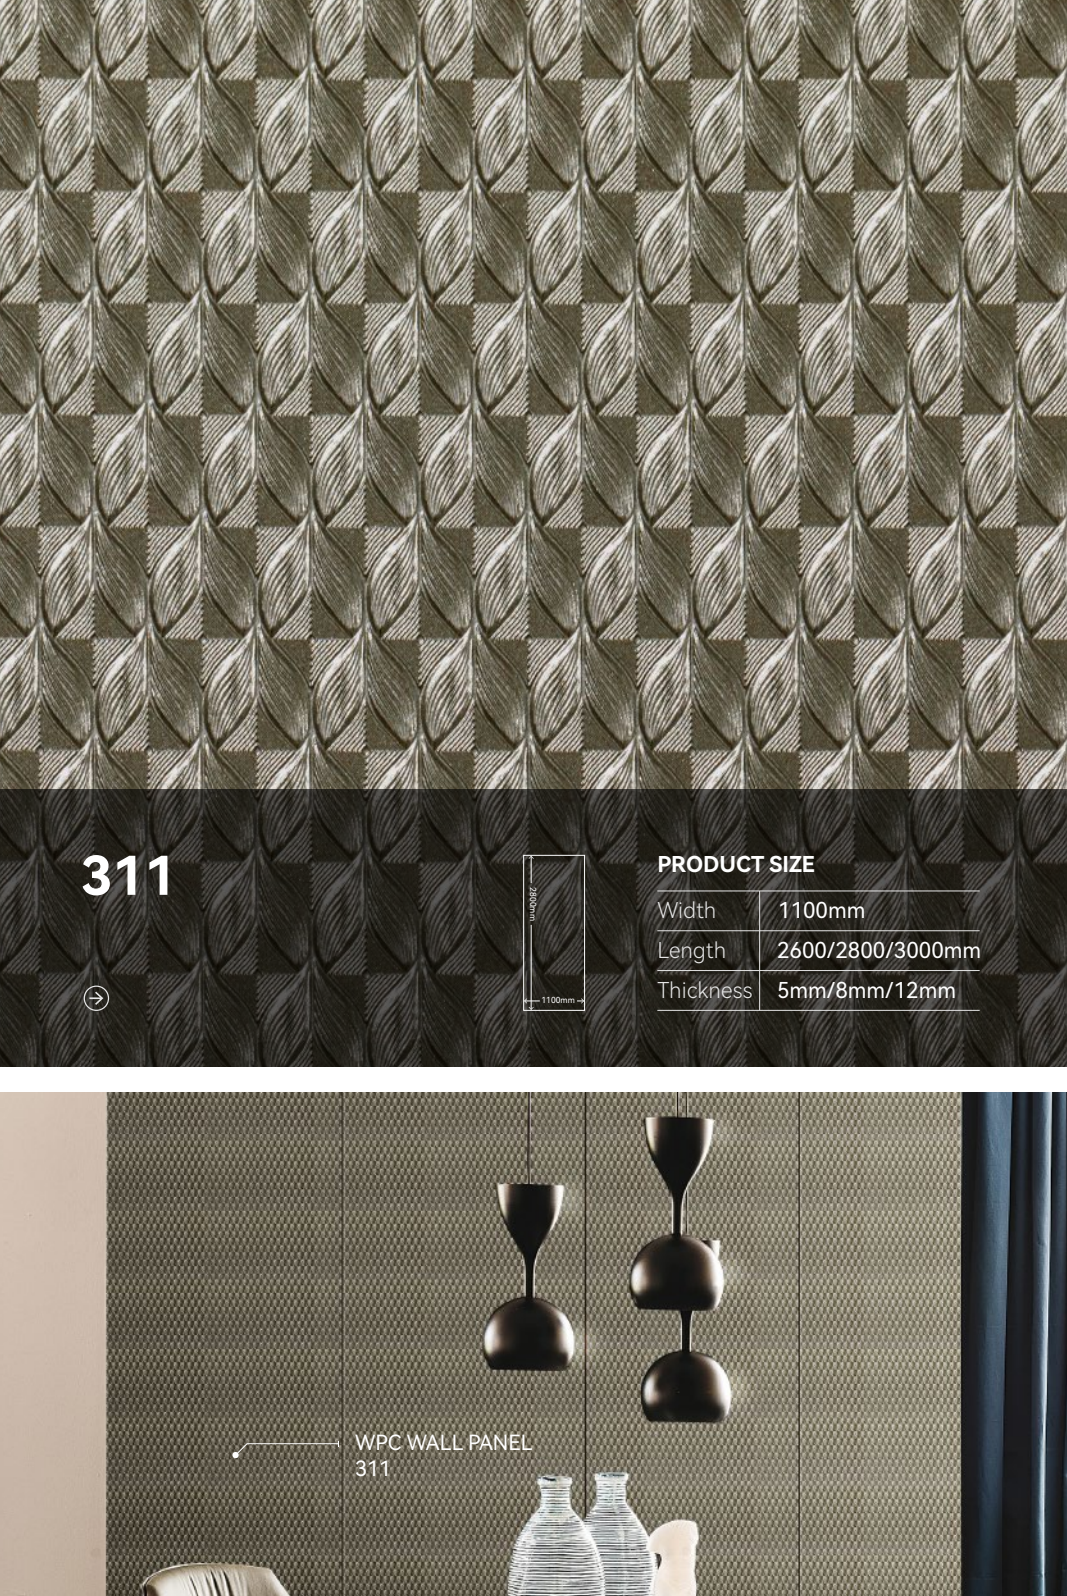 311
2800mm
1100mm
PRODUCT SIZE
Width 1100mm
Length 2600/2800/3000mm
Thickness 5mm/8mm/12mm
WPC WALL PANEL
311